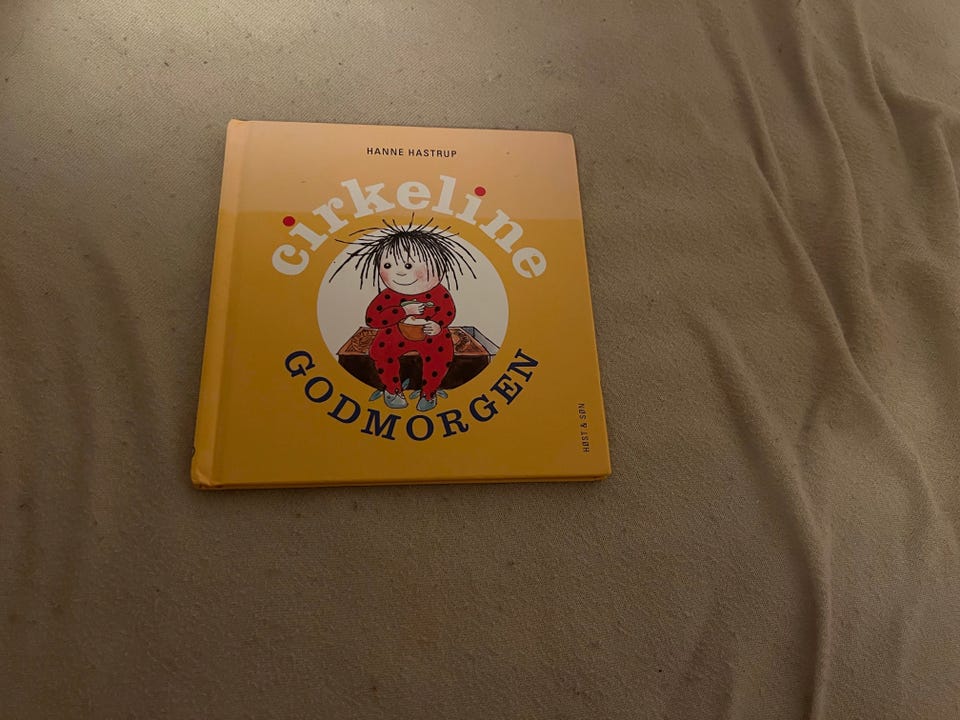 HANNE HASTRUP
cirkeline
GODMORGEN
HØST & SØN